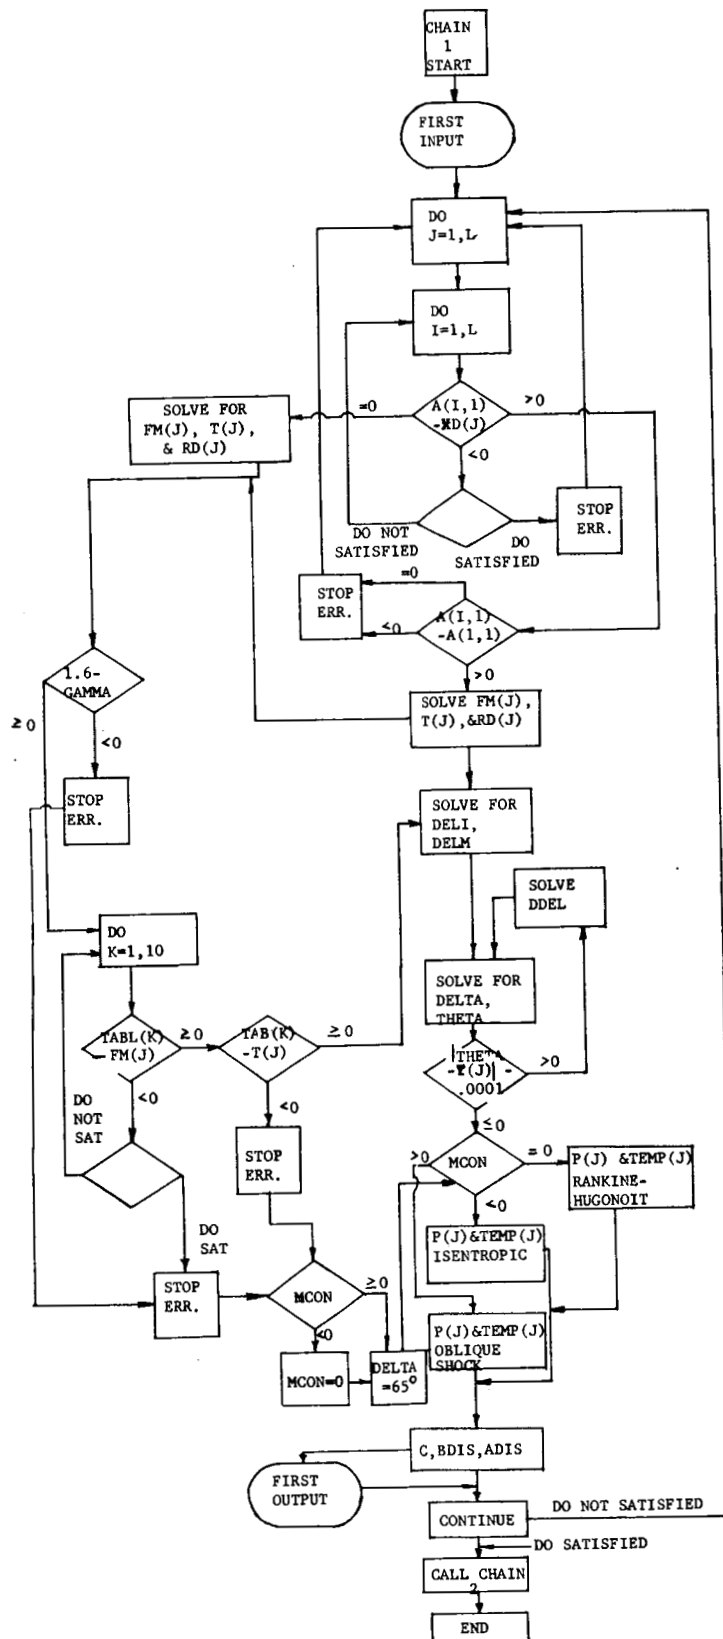 CHAIN
1
START
FIRST
INPUT
DO
J=1,L
DO
I=1,L
A(I,1)
-XD(J)
=0
>0
<0
SOLVE FOR
FM(J), T(J),
& RD(J)
DO NOT
SATISFIED
DO
SATISFIED
STOP
ERR.
STOP
ERR.
=0
<0
A(I,1)
-A(1,1)
>0
SOLVE FM(J),
T(J),&RD(J)
1.6-
GAMMA
≥0
<0
STOP
ERR.
SOLVE FOR
DELI,
DELM
SOLVE
DDEL
DO
K=1,10
SOLVE FOR
DELTA,
THETA
TABL(K)
-FM(J)
≥0
TAB(K)
-T(J)
≥0
|THETA
-T(J)| -
.0001
>0
DO
NOT
SAT
<0
<0
≤0
STOP
ERR.
>0
MCON
=0
P(J) &TEMP(J)
RANKINE-
HUGONOIT
<0
DO
SAT
P(J)&TEMP(J)
ISENTROPIC
STOP
ERR.
MCON
≥0
<0
P(J)&TEMP(J)
OBLIQUE
SHOCK
MCON=0
DELTA
=65°
C,BDIS,ADIS
FIRST
OUTPUT
CONTINUE
DO NOT SATISFIED
DO SATISFIED
CALL CHAIN
2
END